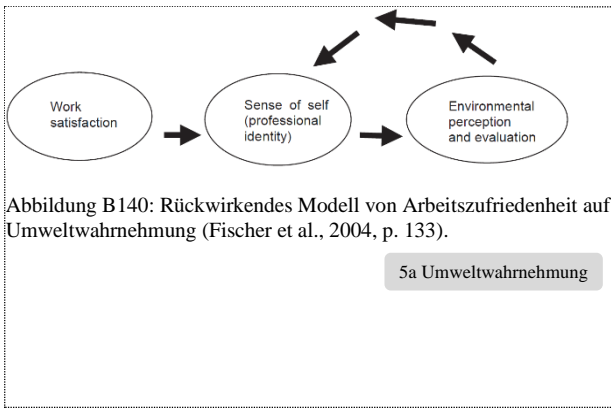 Work
satisfaction
Sense of self
(professional
identity)
Environmental
perception
and evaluation
Abbildung B140: Rückwirkendes Modell von Arbeitszufriedenheit auf
Umweltwahrnehmung (Fischer et al., 2004, p. 133).
5a Umweltwahrnehmung